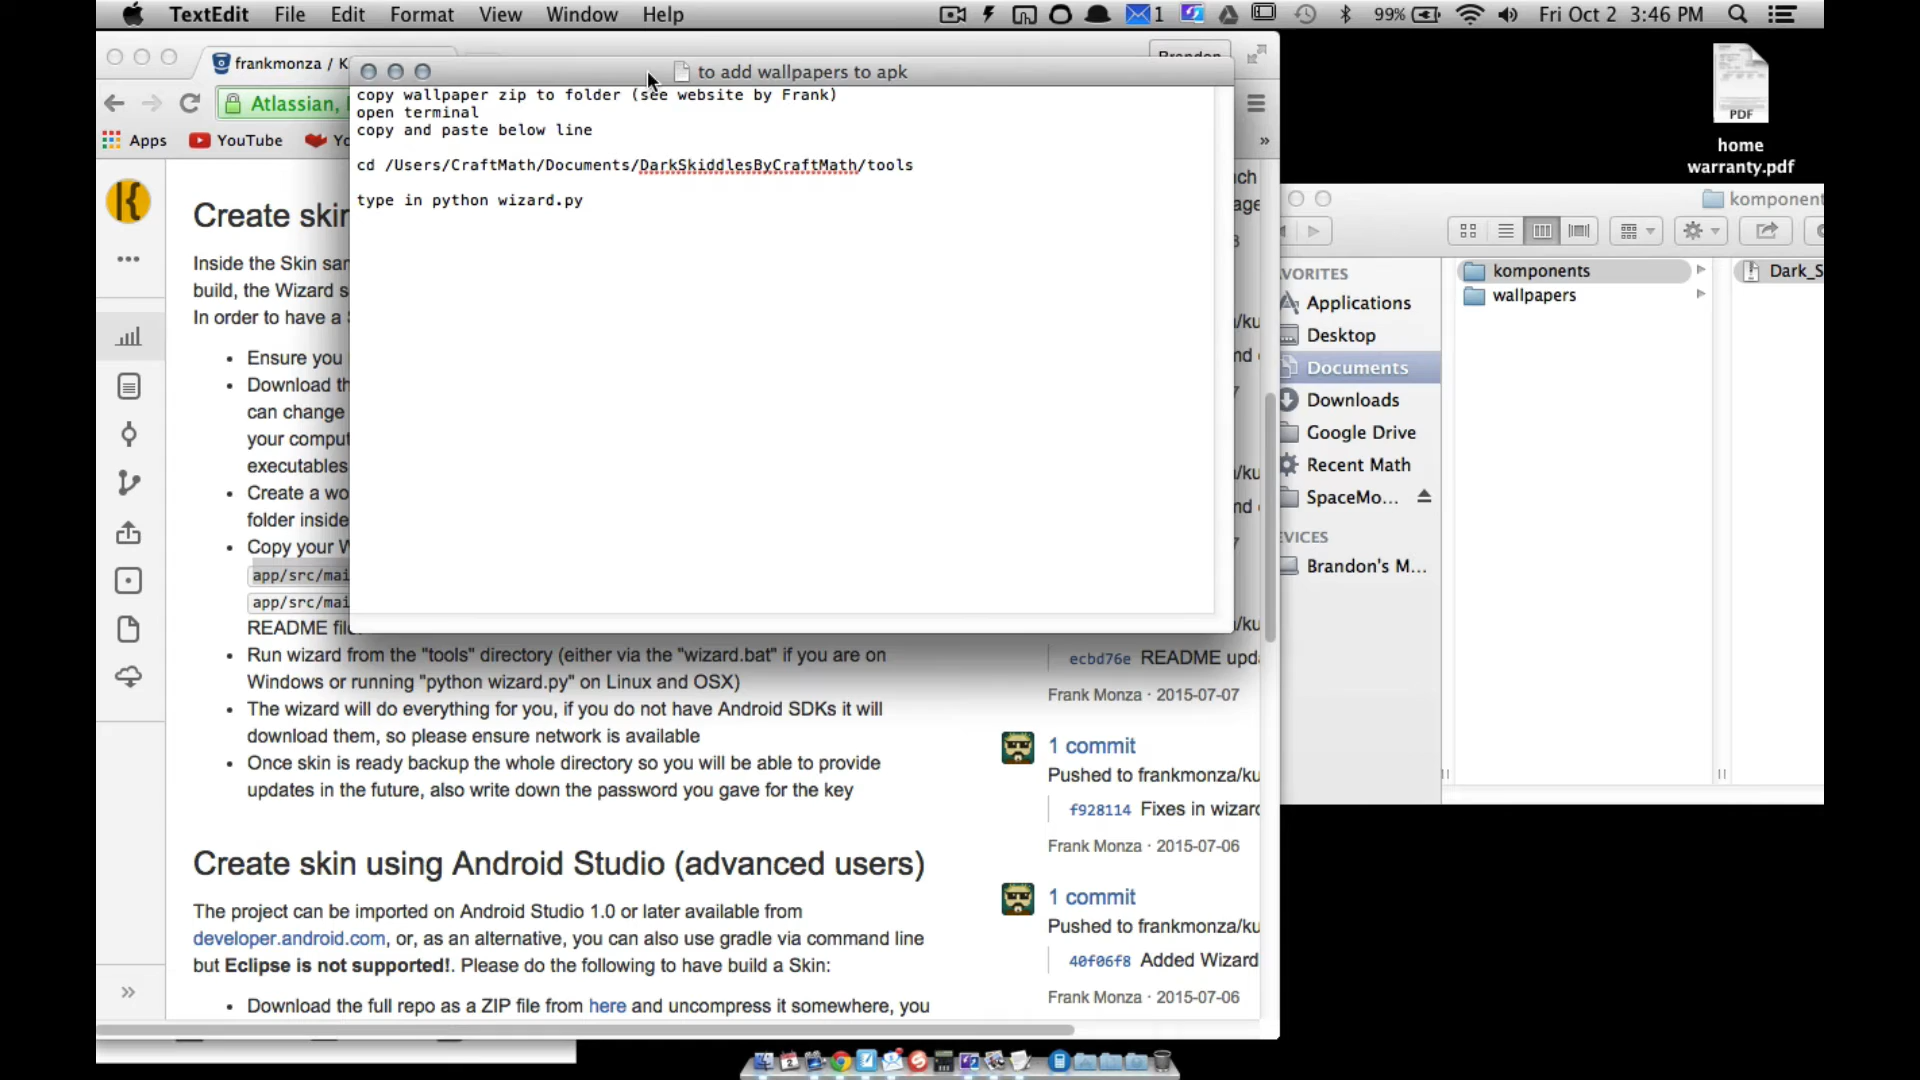 TextEdit File Edit Format View Window Help
1 99% Fri Oct 2 3:46 PM
frankmonza / K
Atlassian,
Apps YouTube Yo
to add wallpapers to apk
copy wallpaper zip to folder (see website by Frank)
open terminal
copy and paste below line
cd /Users/CraftMath/Documents/DarkSkiddlesByCraftMath/tools
type in python wizard.py
Create skin
Inside the Skin sam
build, the Wizard s
In order to have a S
• Ensure you
• Download th
can change
your comput
executables
• Create a wo
folder inside
• Copy your W
app/src/mai
app/src/mai
README file
• Run wizard from the "tools" directory (either via the "wizard.bat" if you are on
Windows or running "python wizard.py" on Linux and OSX)
• The wizard will do everything for you, if you do not have Android SDKs it will
download them, so please ensure network is available
• Once skin is ready backup the whole directory so you will be able to provide
updates in the future, also write down the password you gave for the key
Create skin using Android Studio (advanced users)
The project can be imported on Android Studio 1.0 or later available from
developer.android.com, or, as an alternative, you can also use gradle via command line
but Eclipse is not supported!. Please do the following to have build a Skin:
• Download the full repo as a ZIP file from here and uncompress it somewhere, you
ecbd76e README upda
Frank Monza · 2015-07-07
1 commit
Pushed to frankmonza/ku
f928114 Fixes in wizard
Frank Monza · 2015-07-06
1 commit
Pushed to frankmonza/ku
40f06f8 Added Wizard
Frank Monza · 2015-07-06
PDF
home
warranty.pdf
komponent
VORITES
Applications
Desktop
Documents
Downloads
Google Drive
Recent Math
SpaceMo...
EVICES
Brandon's M...
komponents
wallpapers
Dark_S